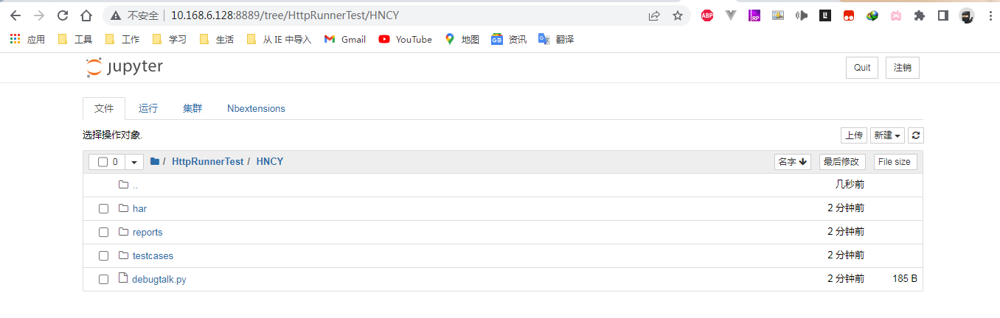 不安全 10.168.6.128:8889/tree/HttpRunnerTest/HNCY ABP RP
应用 工具 工作 学习 生活 从 IE 中导入 Gmail YouTube 地图 资讯 翻译
jupyter Quit 注销
文件 运行 集群 Nbextensions
选择操作对象. 上传 新建
0 / HttpRunnerTest / HNCY 名字 最后修改 File size
.. 几秒前
har 2 分钟前
reports 2 分钟前
testcases 2 分钟前
debugtalk.py 2 分钟前 185 B